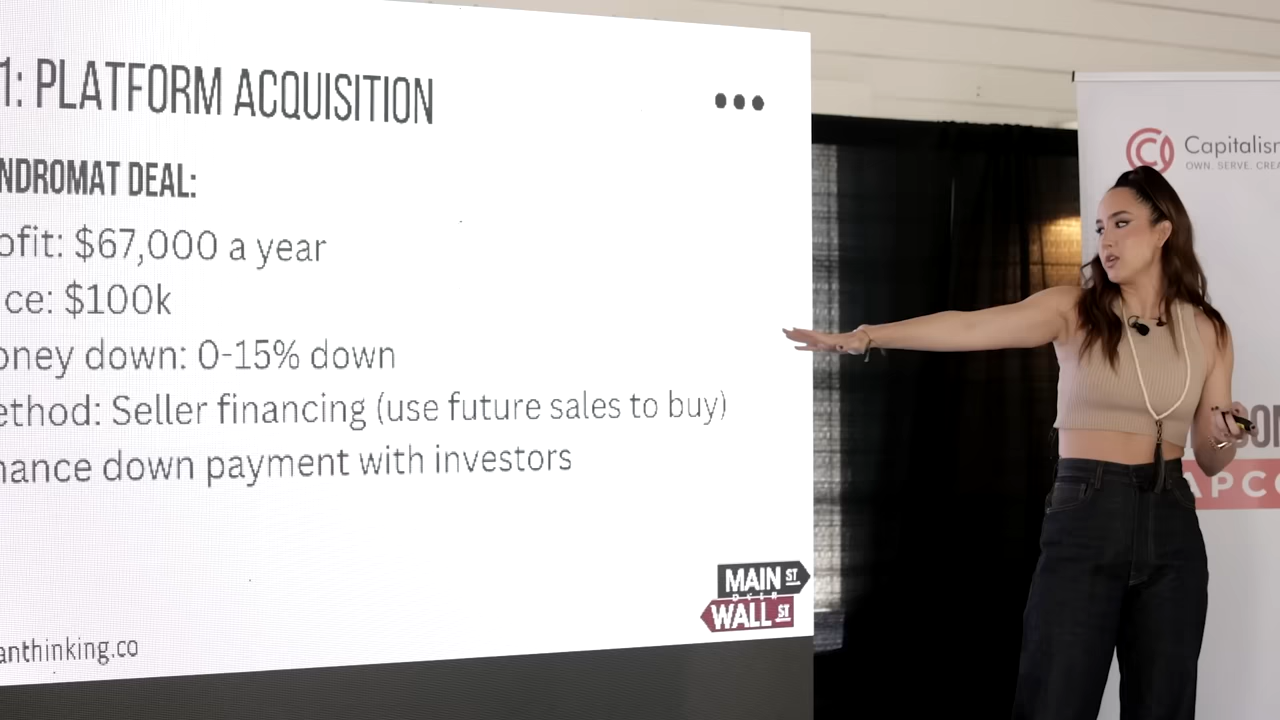 1: PLATFORM ACQUISITION
NDROMAT DEAL:
ofit: $67,000 a year
ce: $100k
oney down: 0-15% down
ethod: Seller financing (use future sales to buy)
nance down payment with investors
MAIN ST
OVER
WALL ST
anthinking.co
Capitalism
OWN. SERVE. CREA
APC